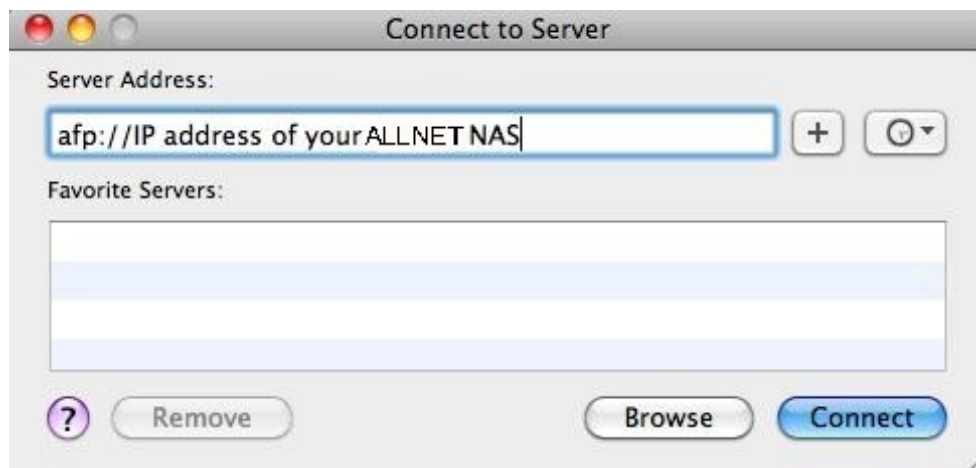 Connect to Server
Server Address:
afp://IP address of your ALLNET NAS
Favorite Servers:
?
Remove
Browse
Connect